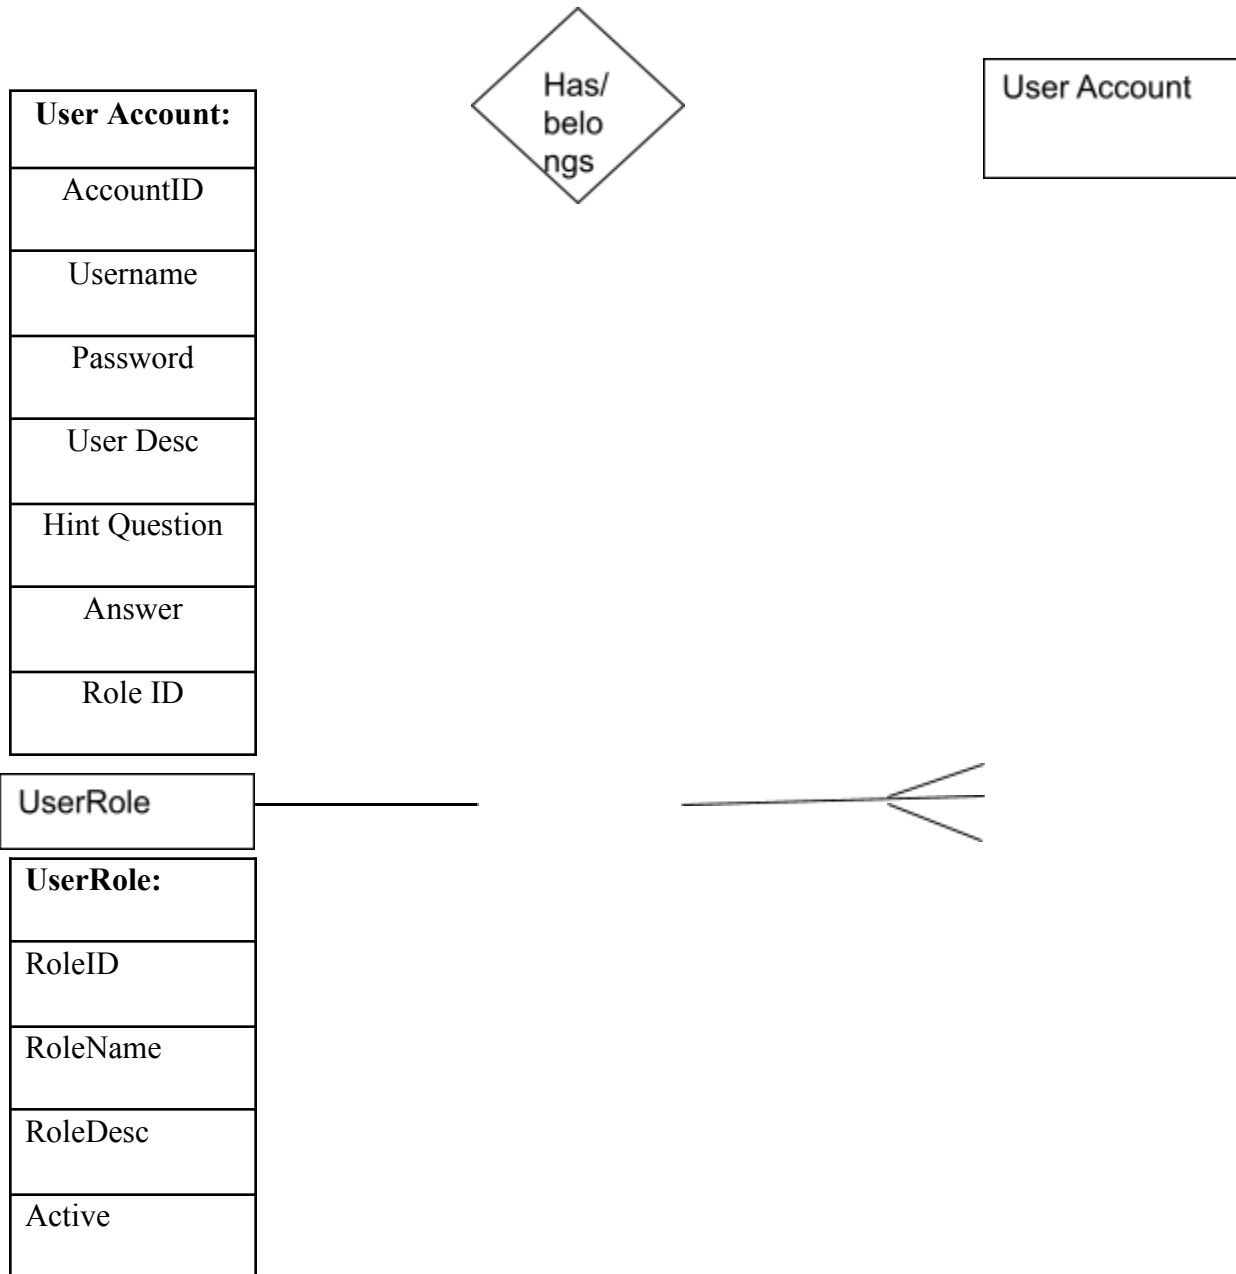 Has/
belo
ngs
User Account
User Account:
AccountID
Username
Password
User Desc
Hint Question
Answer
Role ID
UserRole
UserRole:
RoleID
RoleName
RoleDesc
Active